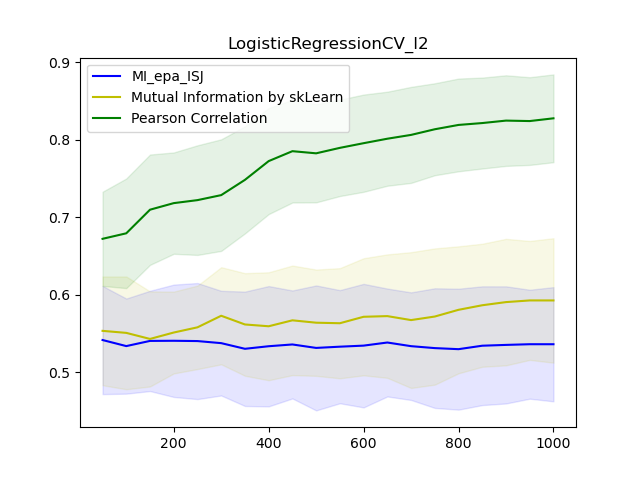 LogisticRegressionCV_l2
MI_epa_ISJ
Mutual Information by skLearn
Pearson Correlation
0.9
0.8
0.7
0.6
0.5
200 400 600 800 1000